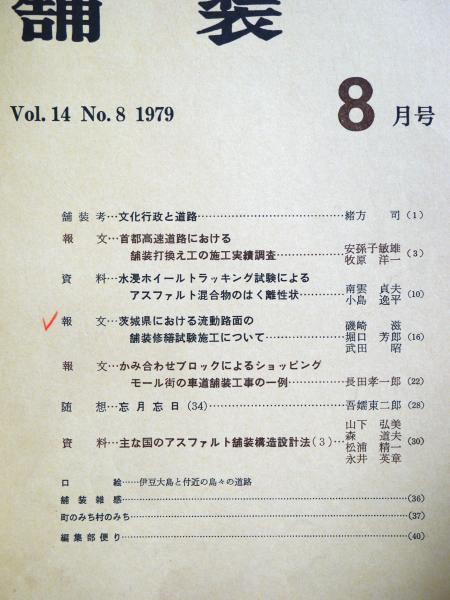 舗装
Vol. 14 No. 8 1979 8月号
舗装考…文化行政と道路………緒方 司 (1)
報文…首都高速道路における
舗装打換え工の施工実績調査………安孫子敏雄 牧原洋一 (3)
資料…水浸ホイールトラッキング試験による
アスファルト混合物のはく離性状………南雲貞夫 小島逸平 (10)
報文…茨城県における流動路面の
舗装修繕試験施工について………磯崎滋 堀口芳郎 武田昭 (16)
報文…かみ合わせブロックによるショッピング
モール街の車道舗装工事の一例………長田孝一郎 (22)
随想…忘月忘日 (34)………吾孺東二郎 (28)
資料…主な国のアスファルト舗装構造設計法 (3)…山下弘美 森道夫 松浦精一 永井英章 (30)
口絵……伊豆大島と付近の島々の道路
舗装雑感………(36)
町のみち村のみち………(37)
編集部便り………(40)